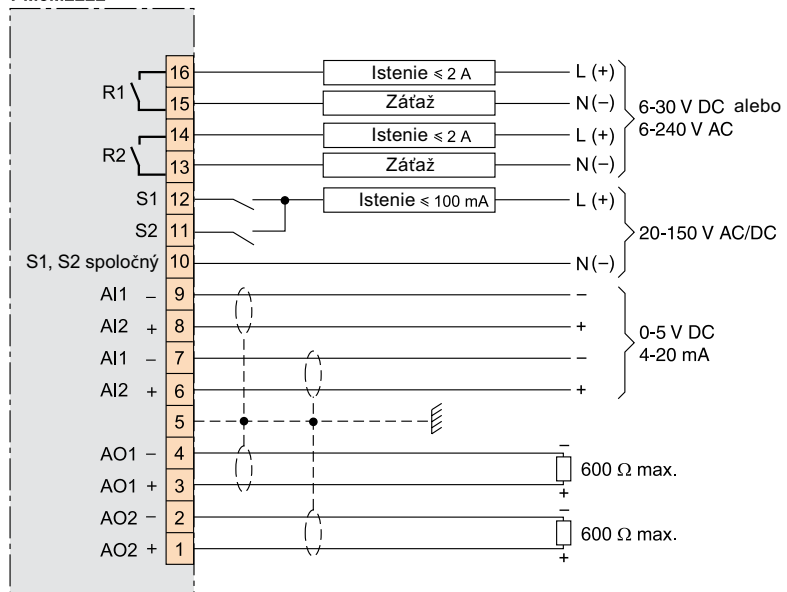 R1 16 Istenie ≤ 2 A L (+)
15 Záťaž N(−)
6-30 V DC alebo
6-240 V AC
R2 14 Istenie ≤ 2 A L (+)
13 Záťaž N(−)
S1 12 Istenie ≤ 100 mA L (+)
S2 11
20-150 V AC/DC
S1, S2 spoločný 10 N(−)
AI1 − 9 −
AI2 + 8 +
0-5 V DC
4-20 mA
AI1 − 7 −
AI2 + 6 +
5
AO1 − 4 −
600 Ω max.
AO1 + 3 +
AO2 − 2 −
600 Ω max.
AO2 + 1 +